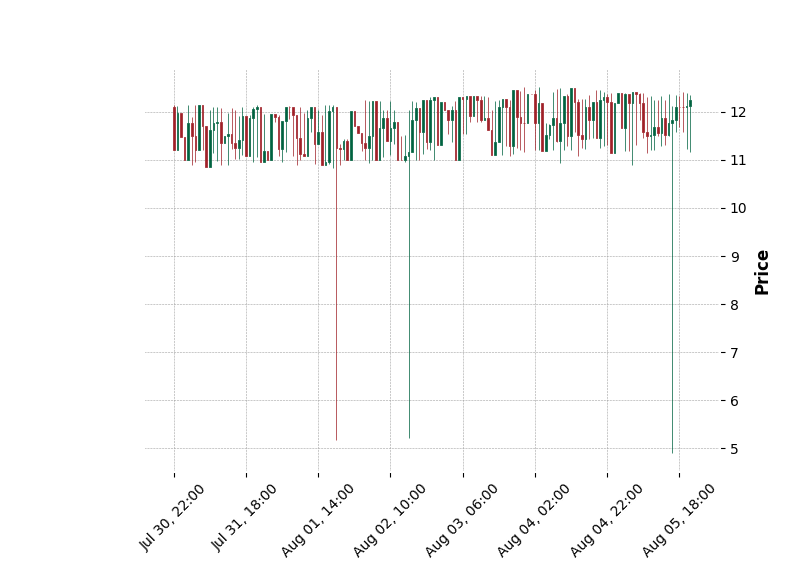 12
11
10
9
8
7
6
5
Price
Jul 30, 22:00
Jul 31, 18:00
Aug 01, 14:00
Aug 02, 10:00
Aug 03, 06:00
Aug 04, 02:00
Aug 04, 22:00
Aug 05, 18:00